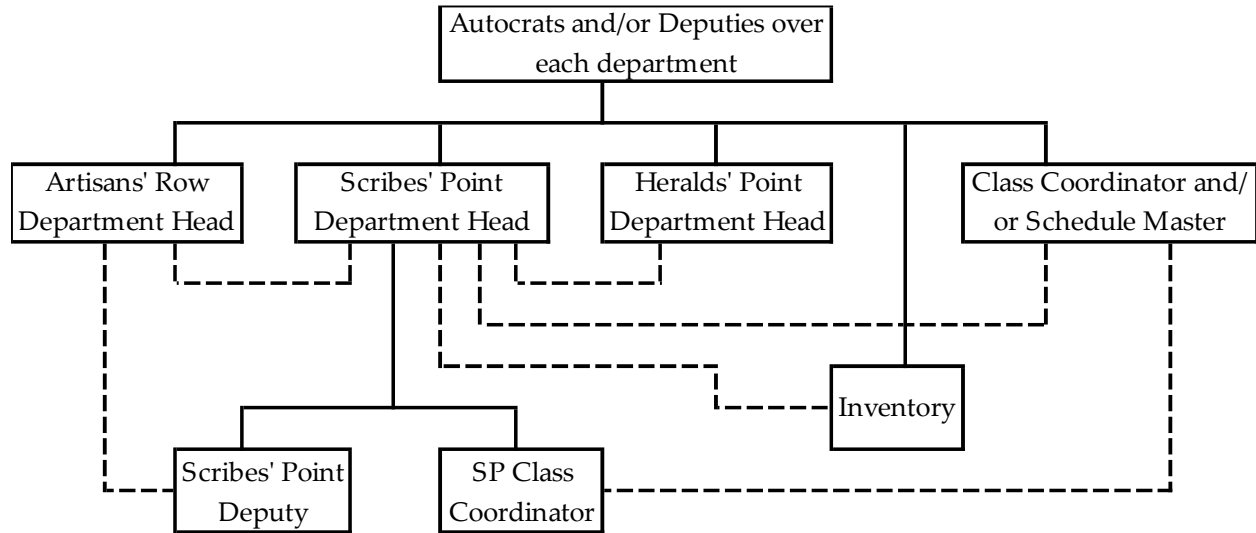 Autocrats and/or Deputies over
each department
Artisans' Row
Department Head
Scribes' Point
Department Head
Heralds' Point
Department Head
Class Coordinator and/
or Schedule Master
Inventory
Scribes' Point
Deputy
SP Class
Coordinator